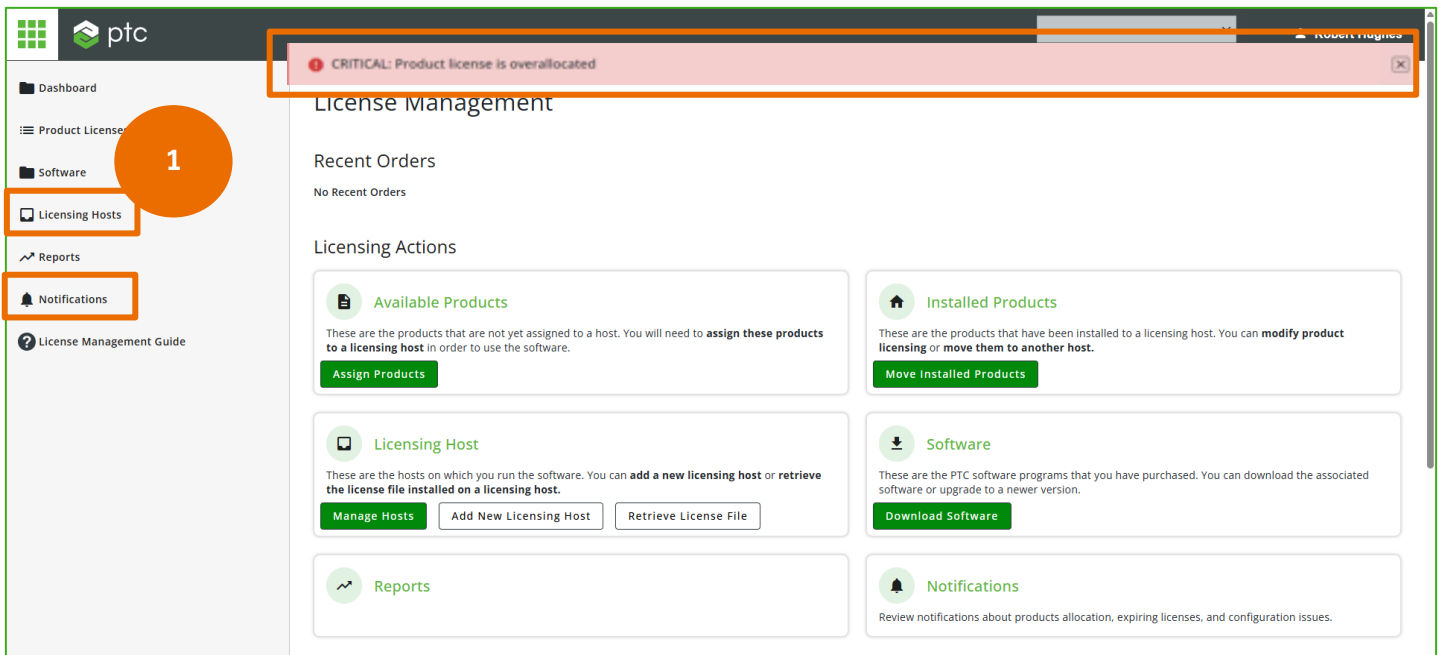 ptc
Robert Hughes
CRITICAL: Product license is overallocated
Dashboard
Product Licenses
Software
Licensing Hosts
Reports
Notifications
License Management Guide
1
License Management
Recent Orders
No Recent Orders
Licensing Actions
Available Products
These are the products that are not yet assigned to a host. You will need to assign these products
to a licensing host in order to use the software.
Assign Products
Installed Products
These are the products that have been installed to a licensing host. You can modify product
licensing or move them to another host.
Move Installed Products
Licensing Host
These are the hosts on which you run the software. You can add a new licensing host or retrieve
the license file installed on a licensing host.
Manage Hosts
Add New Licensing Host
Retrieve License File
Software
These are the PTC software programs that you have purchased. You can download the associated
software or upgrade to a newer version.
Download Software
Reports
Notifications
Review notifications about products allocation, expiring licenses, and configuration issues.